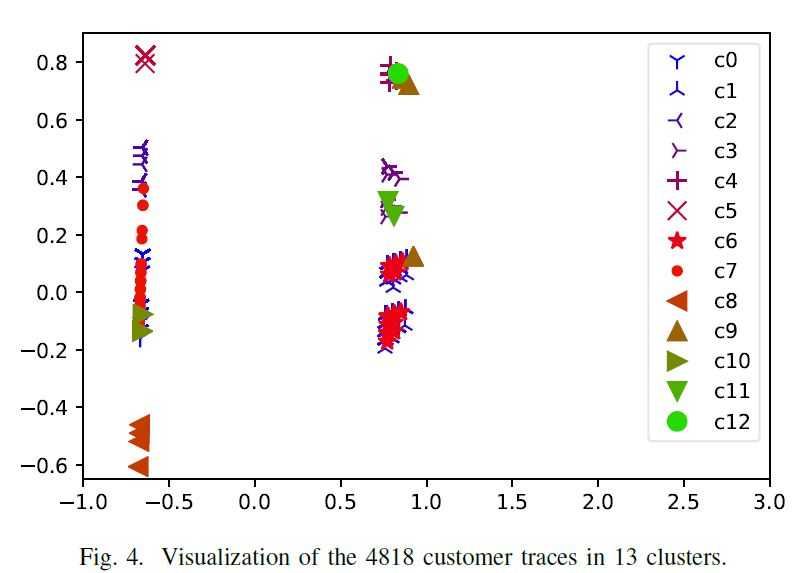 0.8
0.6
0.4
0.2
0.0
−0.2
−0.4
−0.6
−1.0 −0.5 0.0 0.5 1.0 1.5 2.0 2.5 3.0
c0
c1
c2
c3
c4
c5
c6
c7
c8
c9
c10
c11
c12
Fig. 4. Visualization of the 4818 customer traces in 13 clusters.